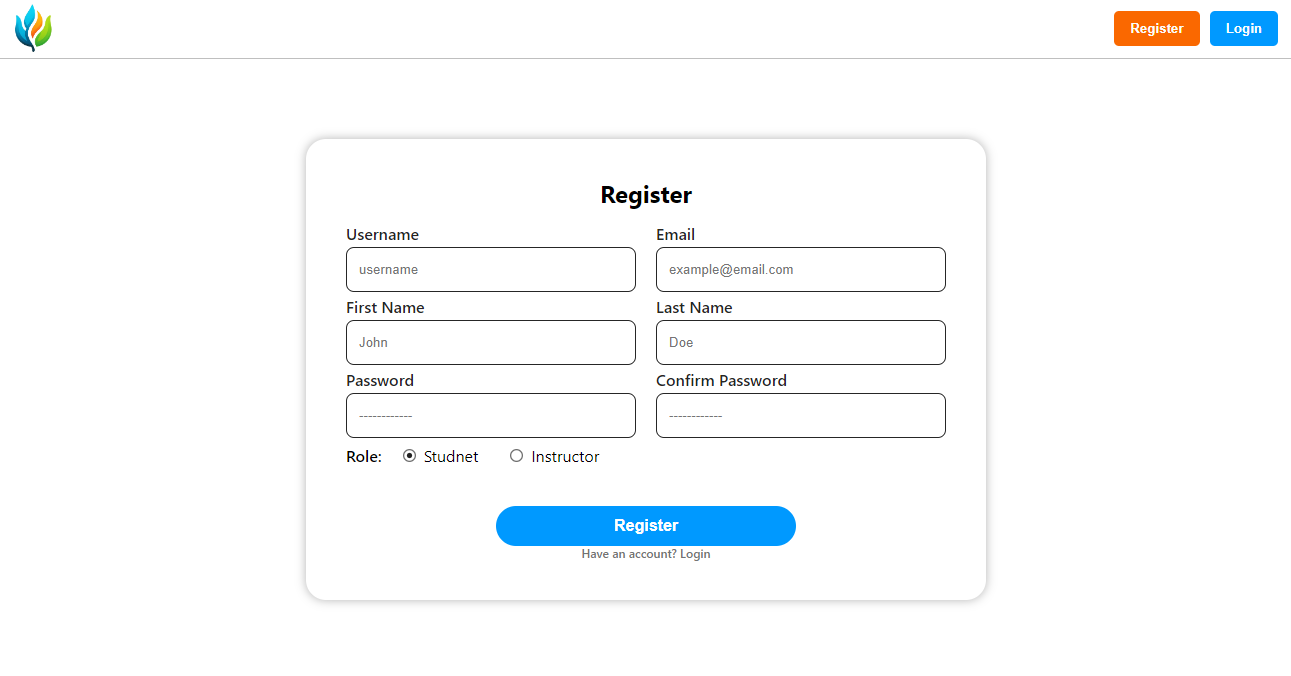 Register Login
Register
Username Email
username example@email.com
First Name Last Name
John Doe
Password Confirm Password
------------ ------------
Role: Studnet Instructor
Register
Have an account? Login